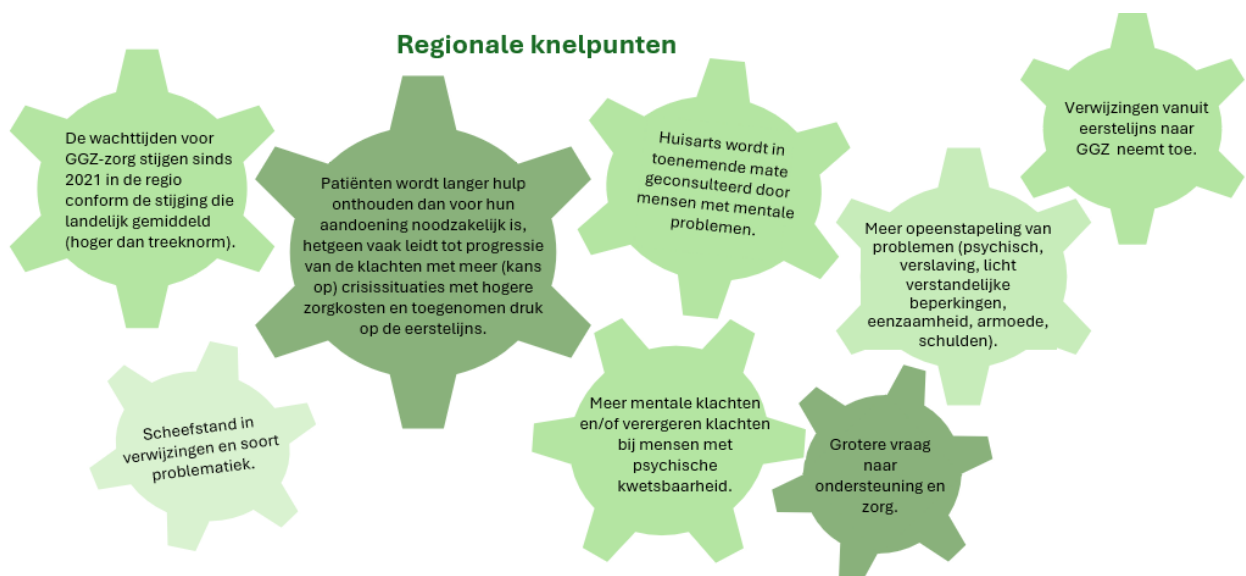 Regionale knelpunten
De wachttijden voor
GGZ-zorg stijgen sinds
2021 in de regio
conform de stijging die
landelijk gemiddeld
(hoger dan treeknorm).
Patiënten wordt langer hulp
onthouden dan voor hun
aandoening noodzakelijk is,
hetgeen vaak leidt tot progressie
van de klachten met meer (kans
op) crisissituaties met hogere
zorgkosten en toegenomen druk
op de eerstelijns.
Huisarts wordt in
toenemende mate
geconsulteerd door
mensen met mentale
problemen.
Verwijzingen vanuit
eerstelijns naar
GGZ neemt toe.
Meer opeenstapeling van
problemen (psychisch,
verslaving, licht
verstandelijke
beperkingen,
eenzaamheid, armoede,
schulden).
Scheefstand in
verwijzingen en soort
problematiek.
Meer mentale klachten
en/of verergeren klachten
bij mensen met
psychische
kwetsbaarheid.
Grotere vraag
naar
ondersteuning en
zorg.